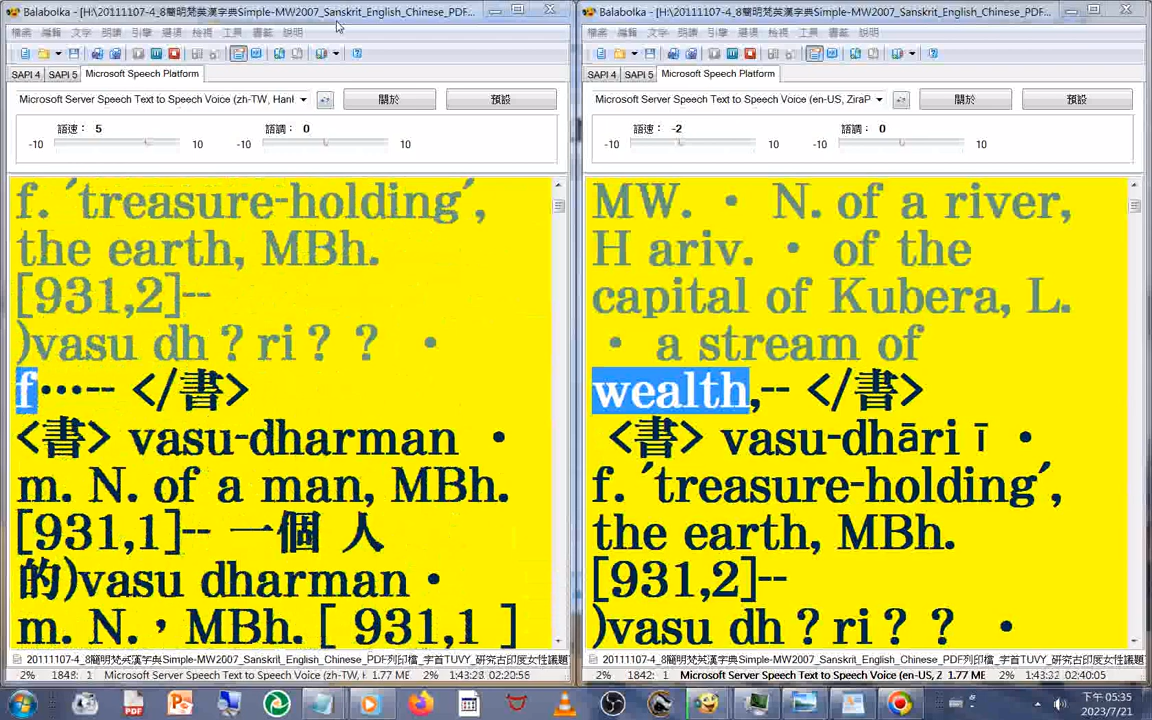 Balabolka - [H:\20111107-4_8簡明梵英漢字典Simple-MW2007_Sanskrit_English_Chinese_PDF...
檔案 編輯 文字 朗讀 引擎 選項 檢視 工具 書籤 說明
SAPI 4 SAPI 5 Microsoft Speech Platform
Microsoft Server Speech Text to Speech Voice (zh-TW, Hanl 關於 預設
語速： 5 語調： 0
-10 10 -10 10
f. ′treasure-holding′,
the earth, MBh.
[931,2]--
)vasu dh？ri？？ •
f…-- </書>
<書> vasu-dharman •
m. N. of a man, MBh.
[931,1]-- 一個 人
的)vasu dharman•
m. N.，MBh.[ 931,1 ]
20111107-4_8簡明梵英漢字典Simple-MW2007_Sanskrit_English_Chinese_PDF列印檔_字首TUVY_研究古印度女性議題
2% 1848: 1 Microsoft Server Speech Text to Speech Voice (zh-TW, H 1.77 ME 2% 1:43:28 02:20:56
Balabolka - [H:\20111107-4_8簡明梵英漢字典Simple-MW2007_Sanskrit_English_Chinese_PDF...
檔案 編輯 文字 朗讀 引擎 選項 檢視 工具 書籤 說明
SAPI 4 SAPI 5 Microsoft Speech Platform
Microsoft Server Speech Text to Speech Voice (en-US, ZiraP 關於 預設
語速： -2 語調： 0
-10 10 -10 10
MW. • N. of a river,
H ariv. • of the
capital of Kubera, L.
• a stream of
wealth,-- </書>
<書> vasu-dhāri ī •
f. ′treasure-holding′,
the earth, MBh.
[931,2]--
)vasu dh？ri？？ •
20111107-4_8簡明梵英漢字典Simple-MW2007_Sanskrit_English_Chinese_PDF列印檔_字首TUVY_研究古印度女性議題
2% 1842: 1 Microsoft Server Speech Text to Speech Voice (en-US, 2 1.77 ME 2% 1:43:28 02:40:05
下午 05:35
2023/7/21